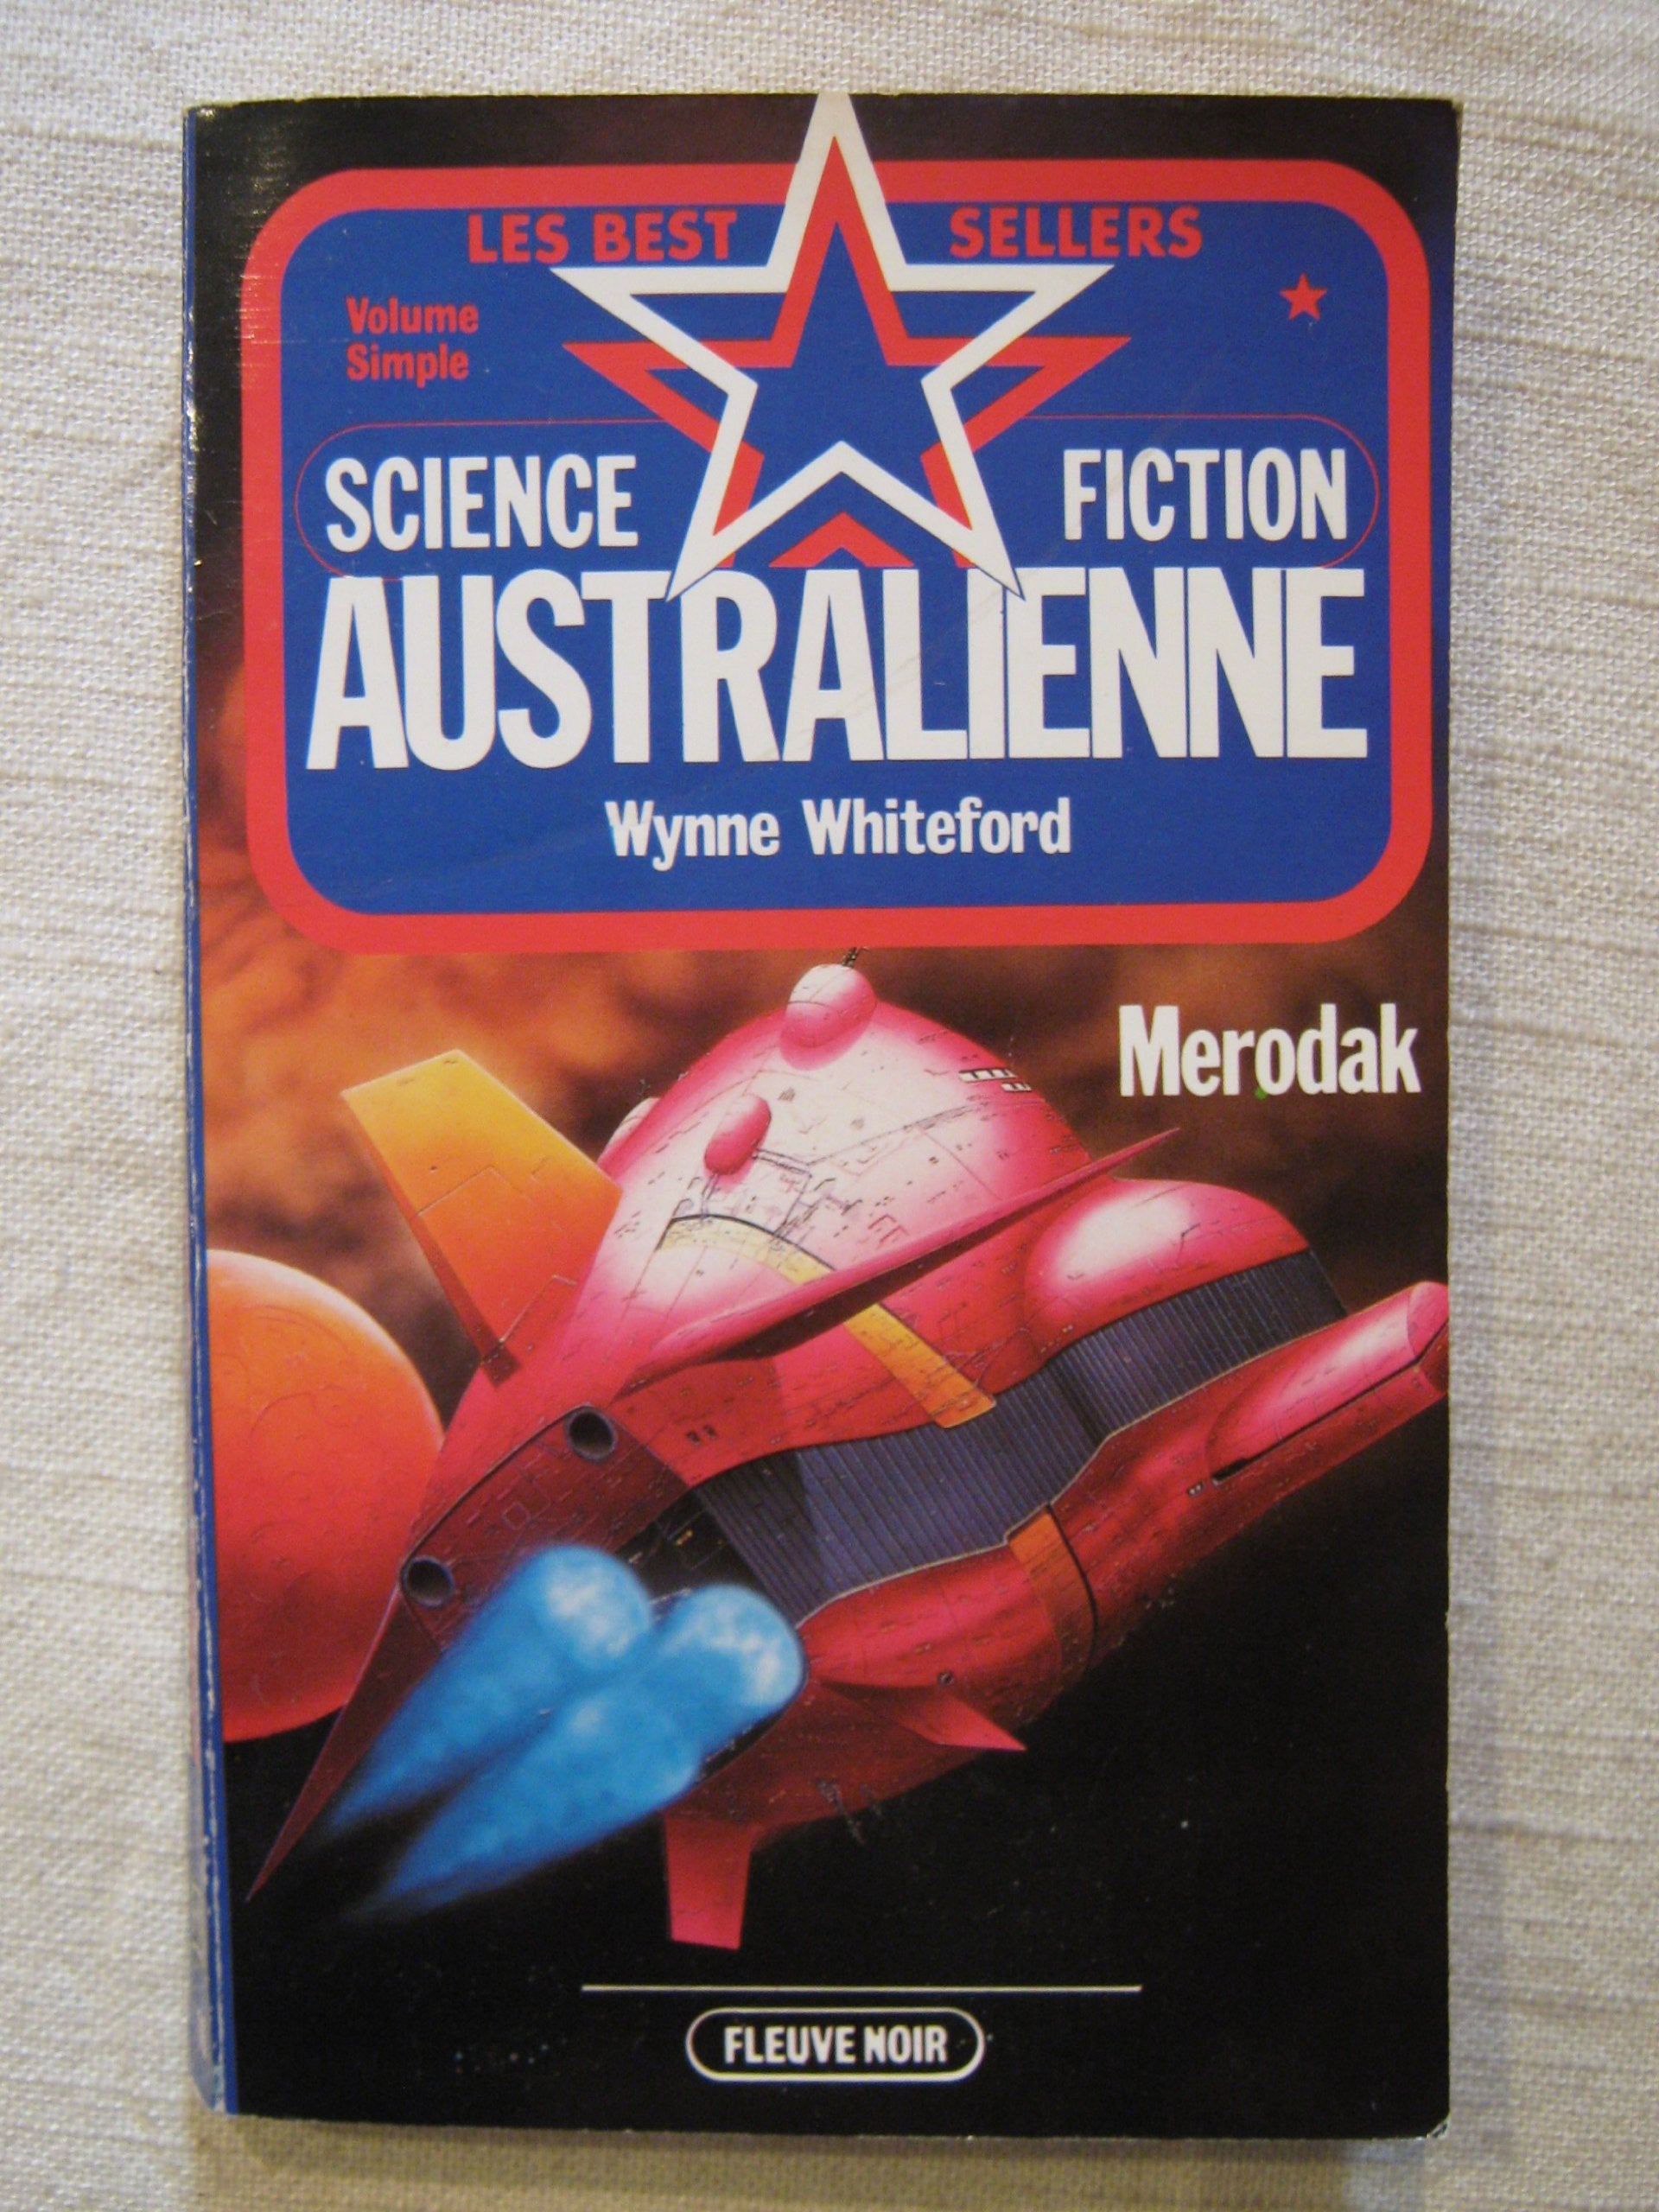 LES BEST SELLERS
Volume
Simple
SCIENCE FICTION
AUSTRALIENNE
Wynne Whiteford
Merodak
FLEUVE NOIR